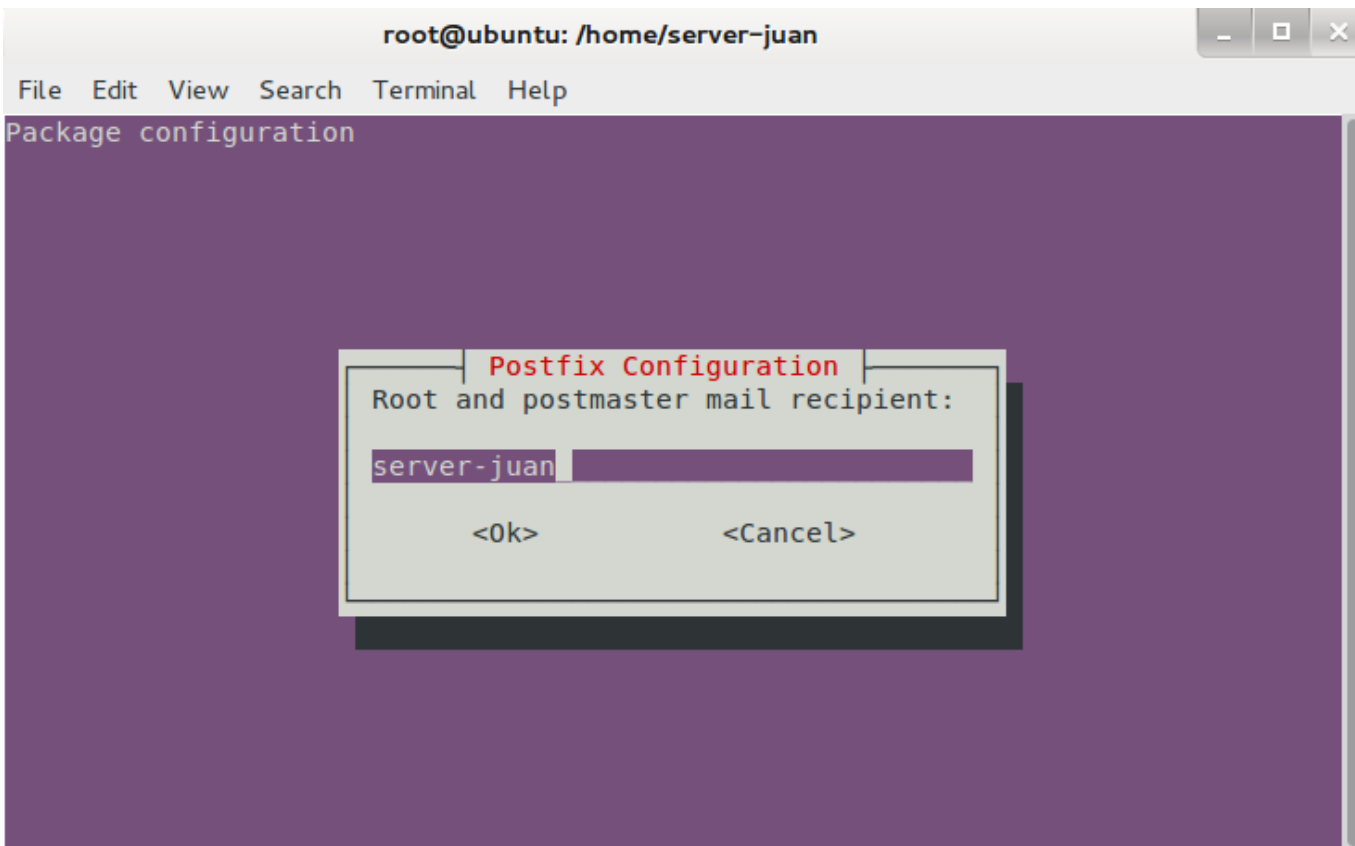 root@ubuntu: /home/server-juan
File Edit View Search Terminal Help
Package configuration
Postfix Configuration
Root and postmaster mail recipient:
server-juan
<Ok> <Cancel>